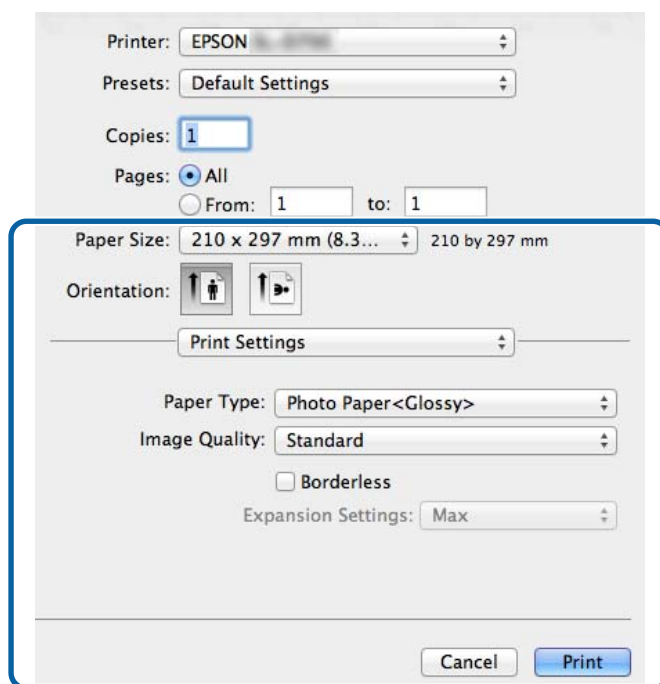 Printer: EPSON
Presets: Default Settings
Copies: 1
Pages: All
From: 1 to: 1
Paper Size: 210 x 297 mm (8.3... 210 by 297 mm
Orientation:
Print Settings
Paper Type: Photo Paper<Glossy>
Image Quality: Standard
Borderless
Expansion Settings: Max
Cancel Print